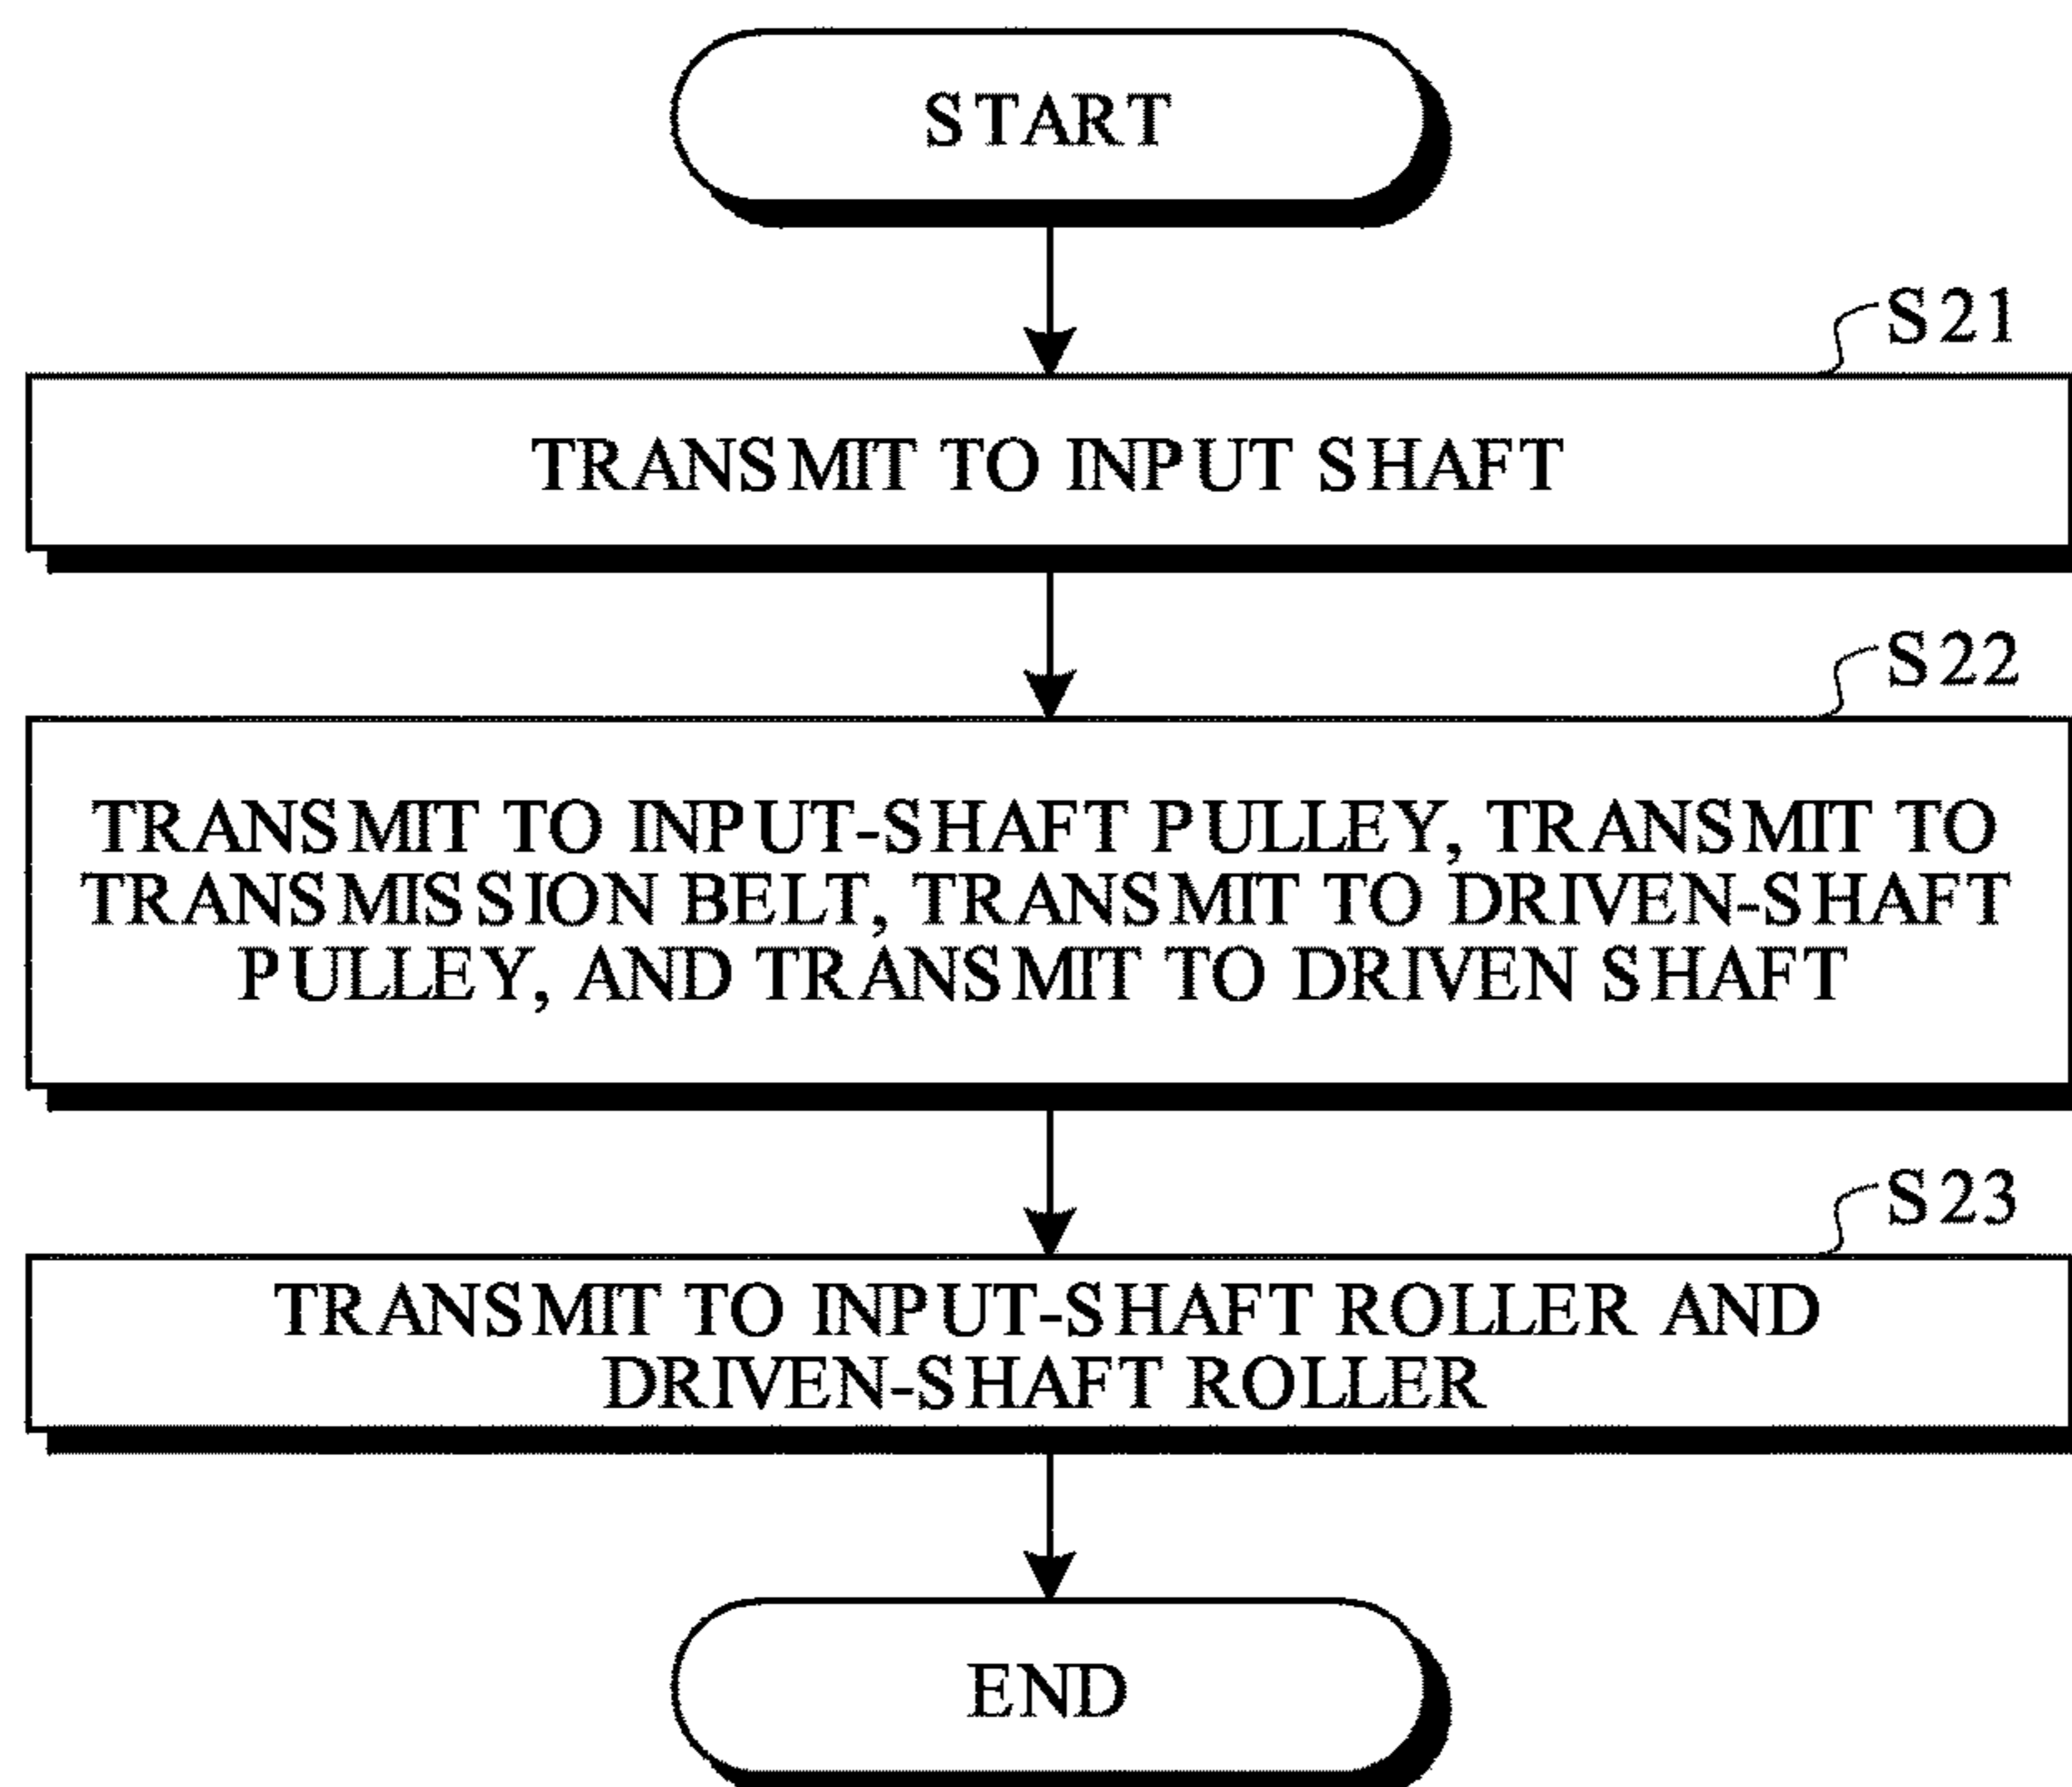 START
S21
TRANSMIT TO INPUT SHAFT
S22
TRANSMIT TO INPUT-SHAFT PULLEY, TRANSMIT TO
TRANSMISSION BELT, TRANSMIT TO DRIVEN-SHAFT
PULLEY, AND TRANSMIT TO DRIVEN SHAFT
S23
TRANSMIT TO INPUT-SHAFT ROLLER AND
DRIVEN-SHAFT ROLLER
END